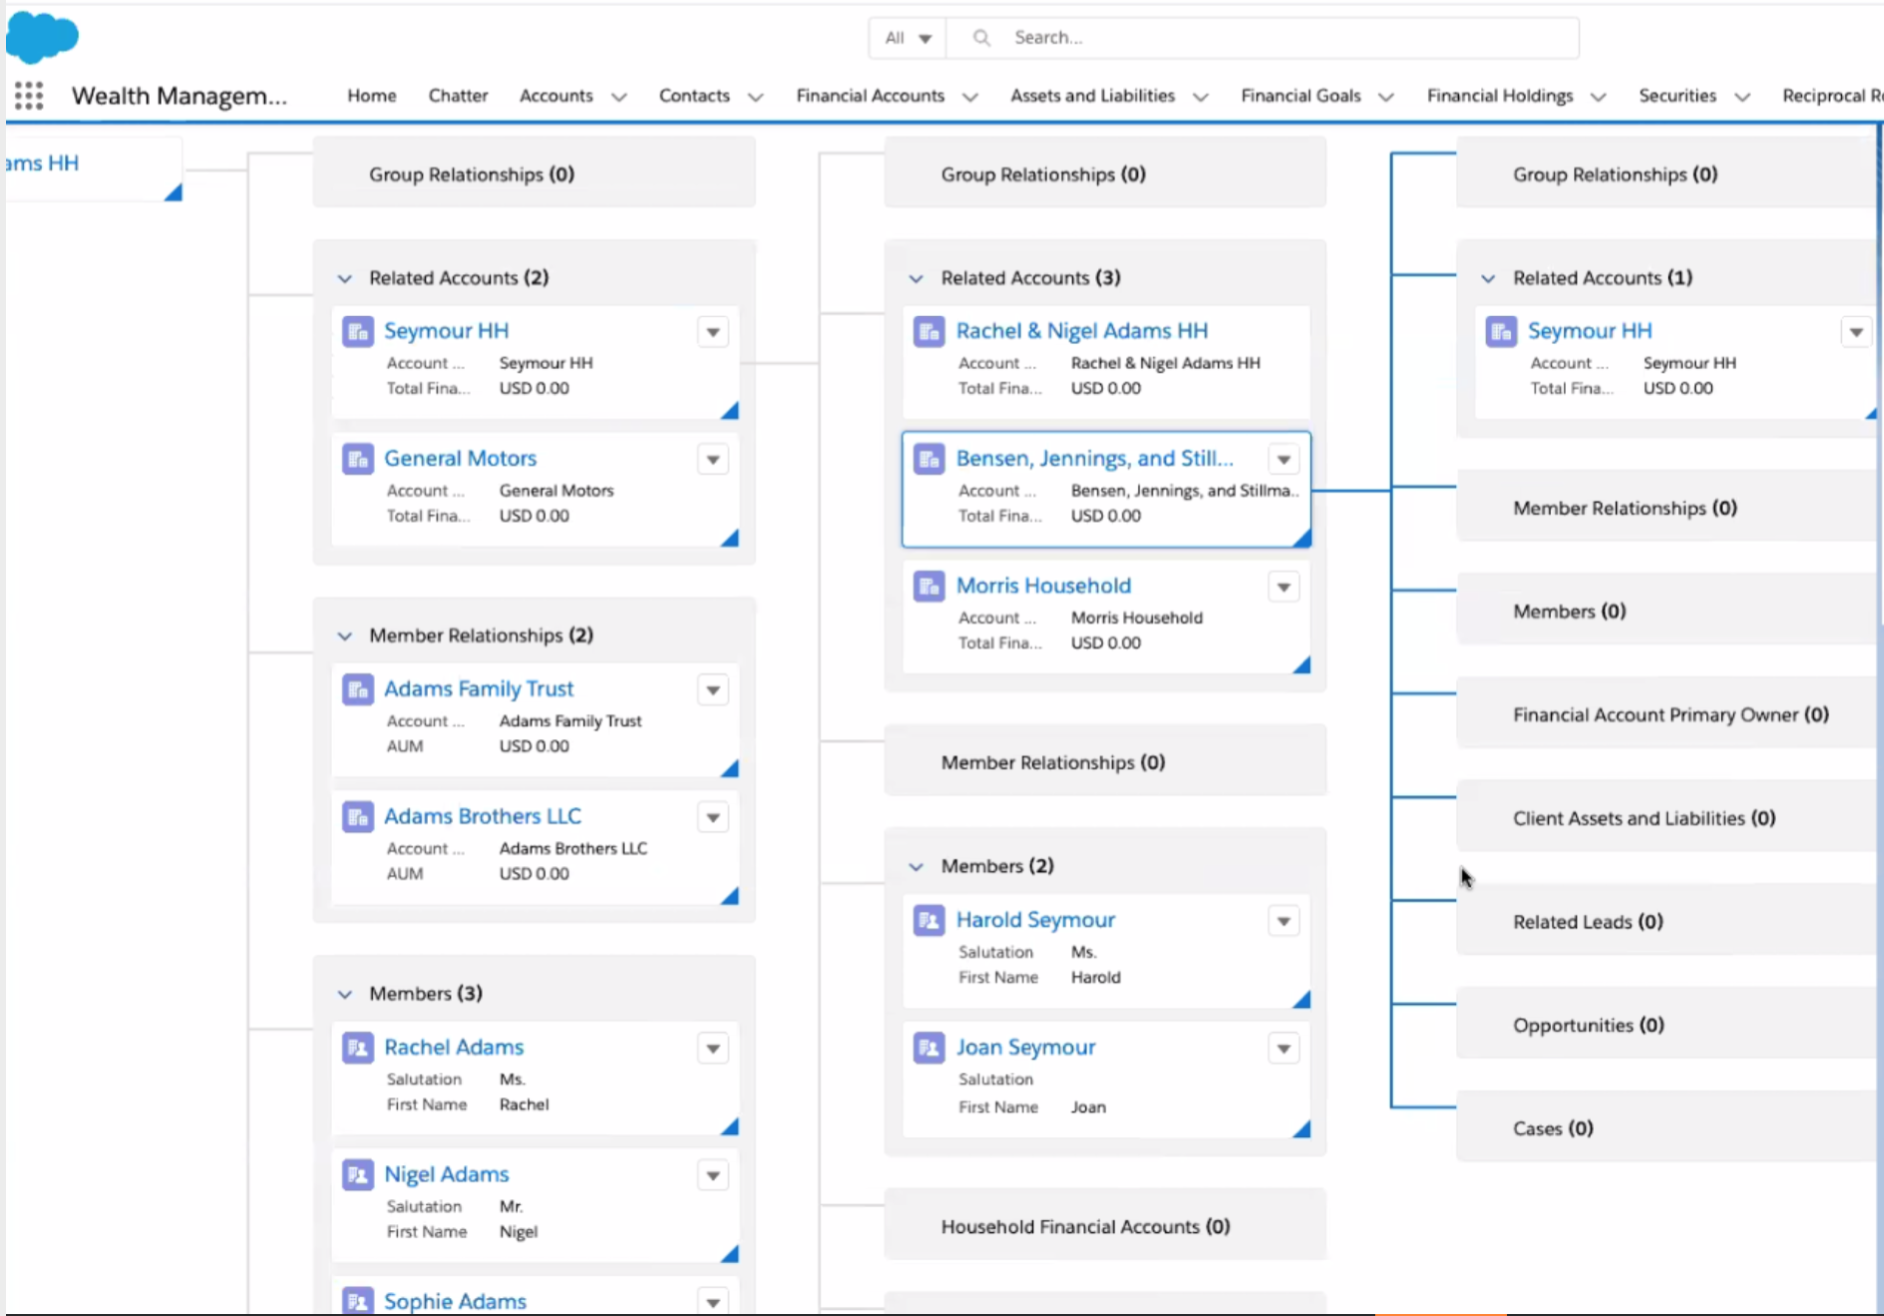 All
Search...
Wealth Managem...
Home
Chatter
Accounts
Contacts
Financial Accounts
Assets and Liabilities
Financial Goals
Financial Holdings
Securities
Reciprocal
ams HH
Group Relationships (0)
Related Accounts (2)
Seymour HH
Account ... Seymour HH
Total Fina... USD 0.00
General Motors
Account ... General Motors
Total Fina... USD 0.00
Member Relationships (2)
Adams Family Trust
Account ... Adams Family Trust
AUM USD 0.00
Adams Brothers LLC
Account ... Adams Brothers LLC
AUM USD 0.00
Members (3)
Rachel Adams
Salutation Ms.
First Name Rachel
Nigel Adams
Salutation Mr.
First Name Nigel
Sophie Adams
Group Relationships (0)
Related Accounts (3)
Rachel & Nigel Adams HH
Account ... Rachel & Nigel Adams HH
Total Fina... USD 0.00
Bensen, Jennings, and Still...
Account ... Bensen, Jennings, and Stillma..
Total Fina... USD 0.00
Morris Household
Account ... Morris Household
Total Fina... USD 0.00
Member Relationships (0)
Members (2)
Harold Seymour
Salutation Ms.
First Name Harold
Joan Seymour
Salutation
First Name Joan
Household Financial Accounts (0)
Group Relationships (0)
Related Accounts (1)
Seymour HH
Account ... Seymour HH
Total Fina... USD 0.00
Member Relationships (0)
Members (0)
Financial Account Primary Owner (0)
Client Assets and Liabilities (0)
Related Leads (0)
Opportunities (0)
Cases (0)